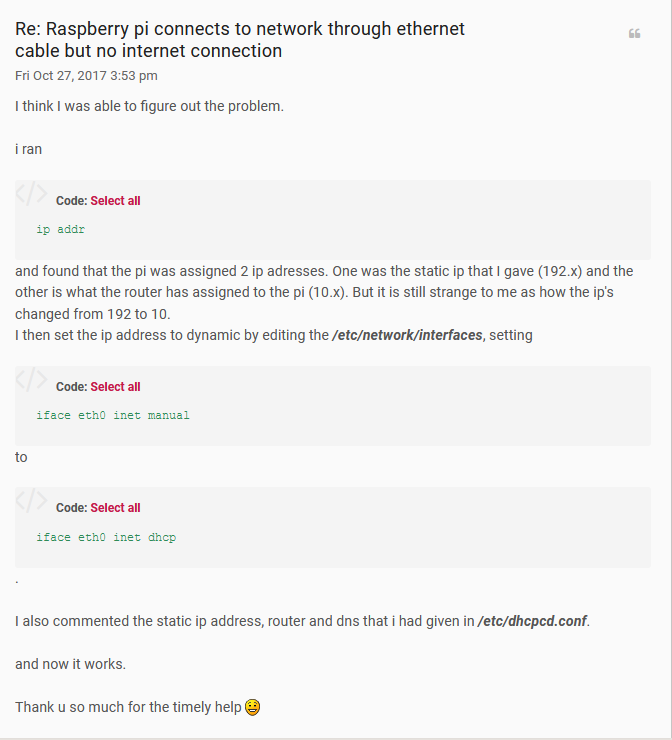 Re: Raspberry pi connects to network through ethernet
cable but no internet connection
Fri Oct 27, 2017 3:53 pm
I think I was able to figure out the problem.
i ran
Code: Select all
ip addr
and found that the pi was assigned 2 ip adresses. One was the static ip that I gave (192.x) and the
other is what the router has assigned to the pi (10.x). But it is still strange to me as how the ip's
changed from 192 to 10.
I then set the ip address to dynamic by editing the /etc/network/interfaces, setting
Code: Select all
iface eth0 inet manual
to
Code: Select all
iface eth0 inet dhcp
.
I also commented the static ip address, router and dns that i had given in /etc/dhcpcd.conf.
and now it works.
Thank u so much for the timely help